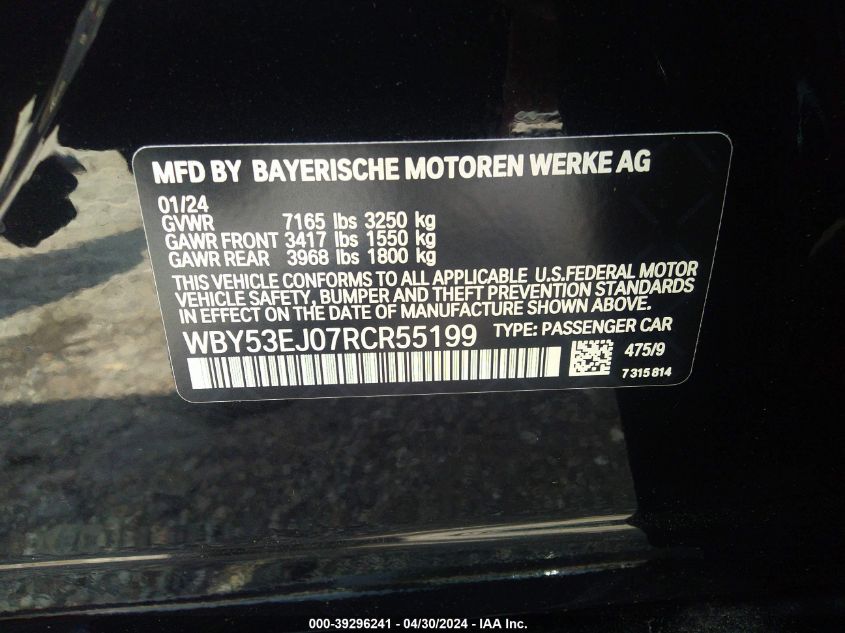 MFD BY BAYERISCHE MOTOREN WERKE AG
01/24
GVWR 7165 lbs 3250 kg
GAWR FRONT 3417 lbs 1550 kg
GAWR REAR 3968 lbs 1800 kg
THIS VEHICLE CONFORMS TO ALL APPLICABLE U.S.FEDERAL MOTOR
VEHICLE SAFETY, BUMPER AND THEFT PREVENTION STANDARDS
IN EFFECT ON THE DATE OF MANUFACTURE SHOWN ABOVE.
WBY53EJ07RCR55199 TYPE: PASSENGER CAR
475/9
7 315 814
000-39296241 - 04/30/2024 - IAA Inc.